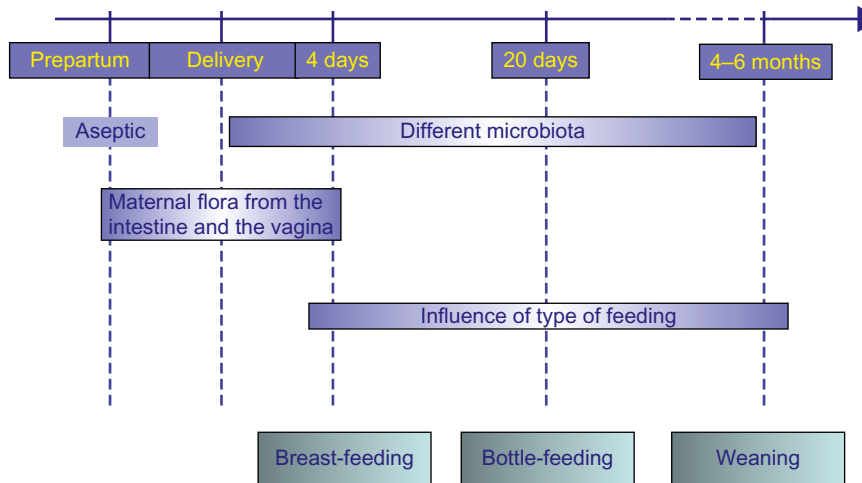 Prepartum
Delivery
4 days
20 days
4–6 months
Aseptic
Different microbiota
Maternal flora from the
intestine and the vagina
Influence of type of feeding
Breast-feeding
Bottle-feeding
Weaning